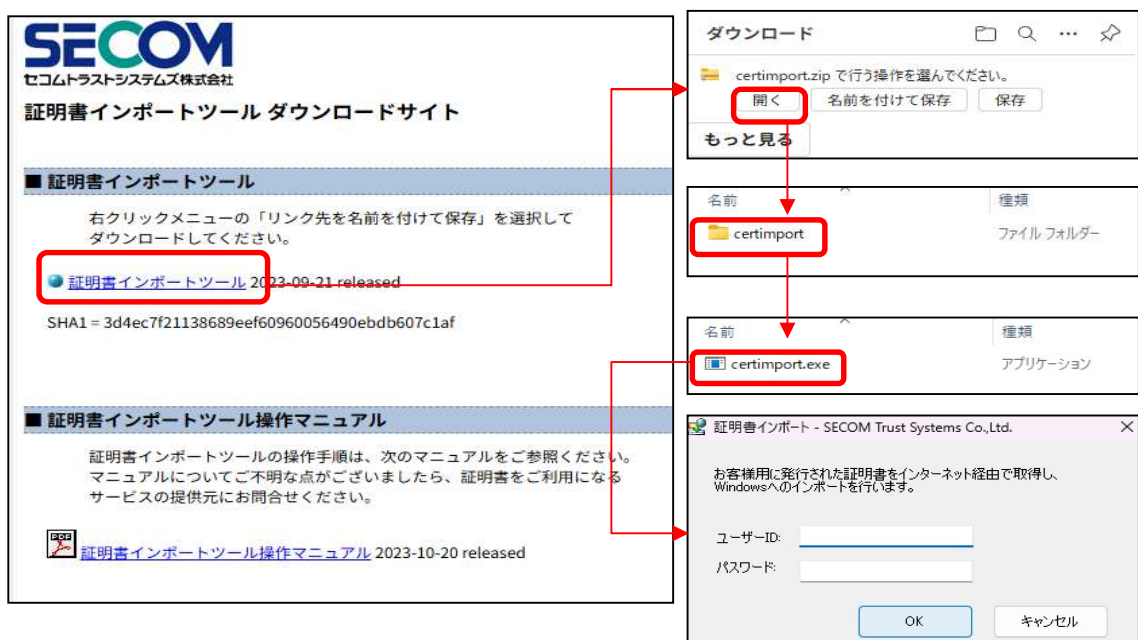 SECOM
セコムトラストシステムズ株式会社
証明書インポートツール ダウンロードサイト
■ 証明書インポートツール
右クリックメニューの「リンク先を名前を付けて保存」を選択して
ダウンロードしてください。
証明書インポートツール 2023-09-21 released
SHA1 = 3d4ec7f21138689eef60960056490ebdb607c1af
■ 証明書インポートツール操作マニュアル
証明書インポートツールの操作手順は、次のマニュアルをご参照ください。
マニュアルについてご不明な点がございましたら、証明書をご利用になる
サービスの提供元にお問合せください。
PDF
証明書インポートツール操作マニュアル 2023-10-20 released
ダウンロード
certimport.zip で行う操作を選んでください。
開く 名前を付けて保存 保存
もっと見る
名前 種類
certimport ファイル フォルダー
名前 種類
certimport.exe アプリケーション
証明書インポート - SECOM Trust Systems Co.,Ltd.
お客様用に発行された証明書をインターネット経由で取得し、
Windowsへのインポートを行います。
ユーザーID:
パスワード:
OK キャンセル